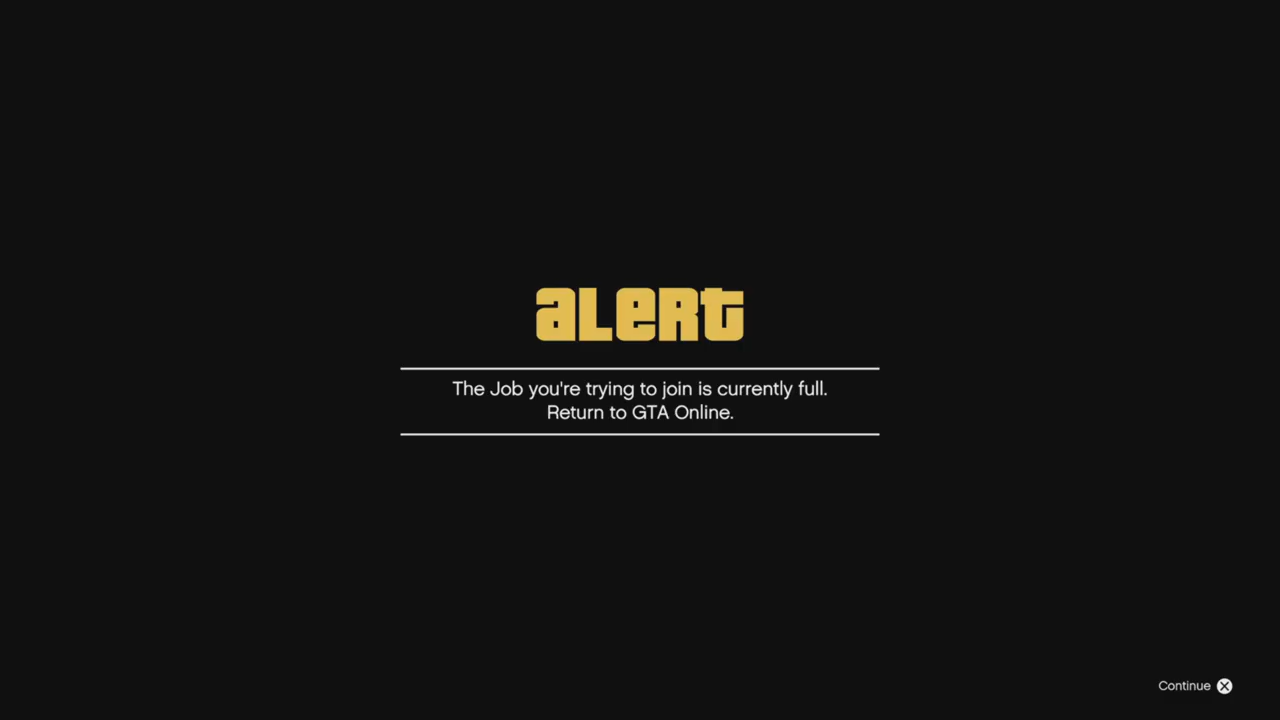 alert
The Job you're trying to join is currently full.
Return to GTA Online.
Continue